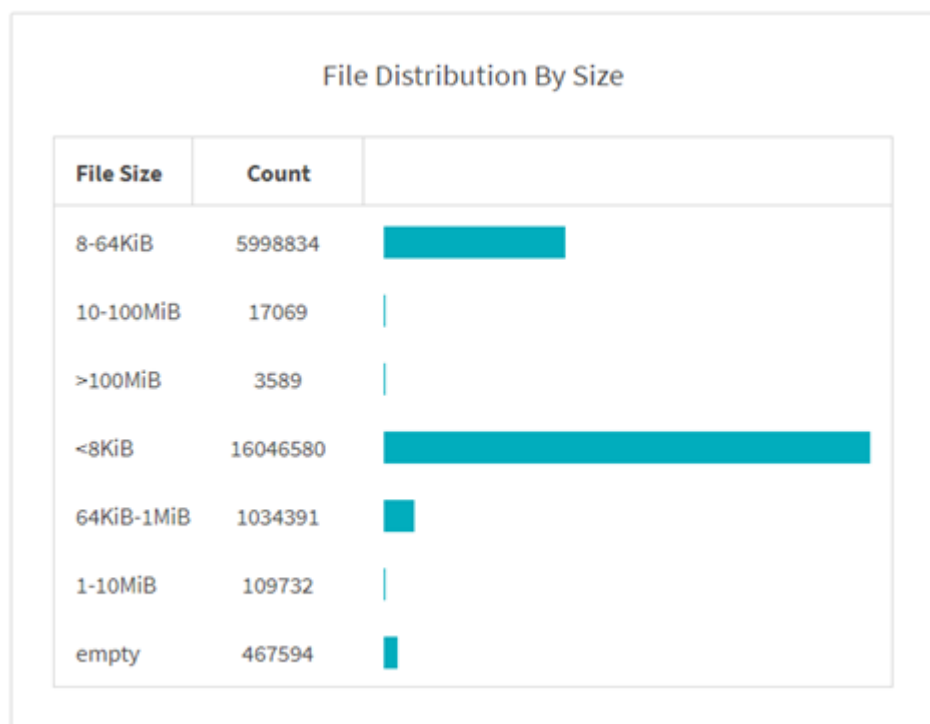 File Distribution By Size
File Size Count
8-64KiB 5998834
10-100MiB 17069
>100MiB 3589
<8KiB 16046580
64KiB-1MiB 1034391
1-10MiB 109732
empty 467594